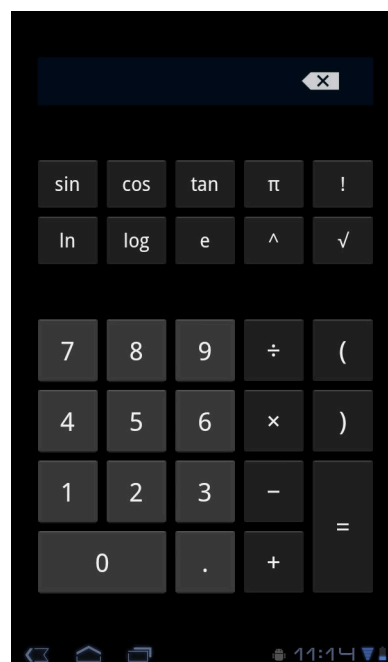 sin cos tan π !
ln log e ^ √
7 8 9 ÷ (
4 5 6 × )
1 2 3 −
=
0 . +
11:14